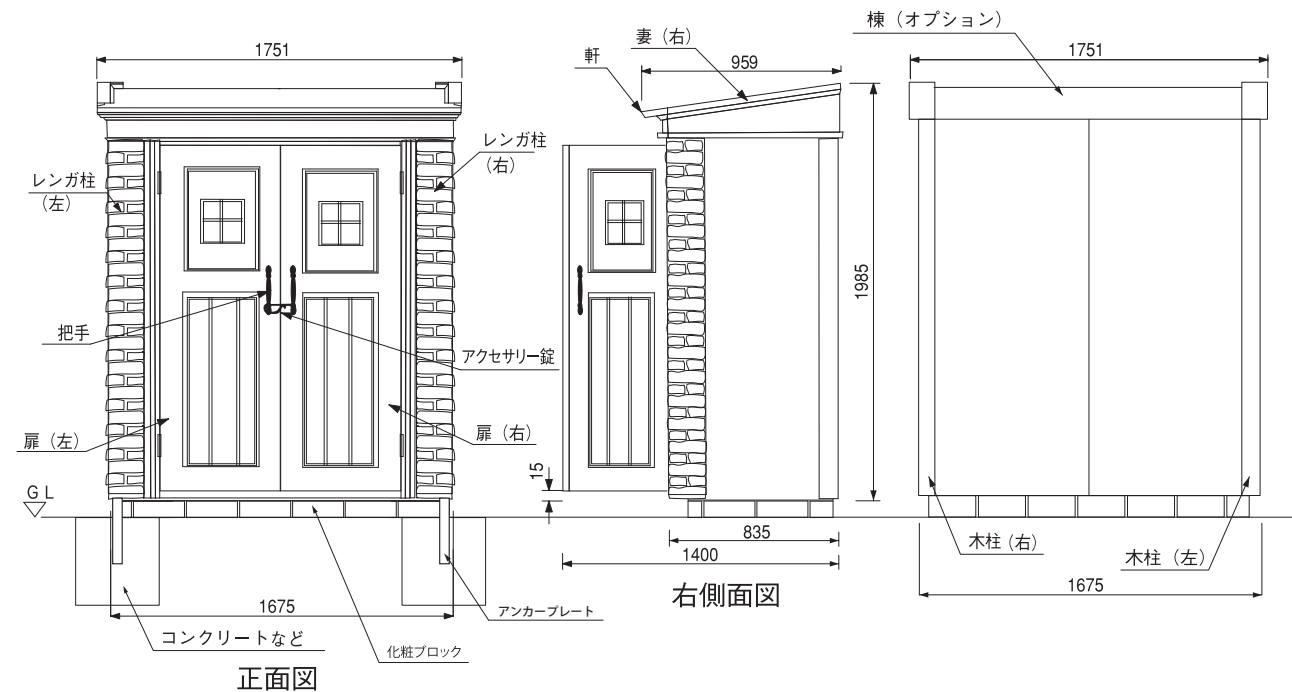 1751
レンガ柱
(左)
レンガ柱
(右)
把手
アクセサリー錠
扉 (左)
扉 (右)
GL
1675
コンクリートなど
アンカープレート
化粧ブロック
正面図
軒
妻 (右)
959
1985
15
835
1400
右側面図
棟 (オプション)
1751
木柱 (右)
木柱 (左)
1675